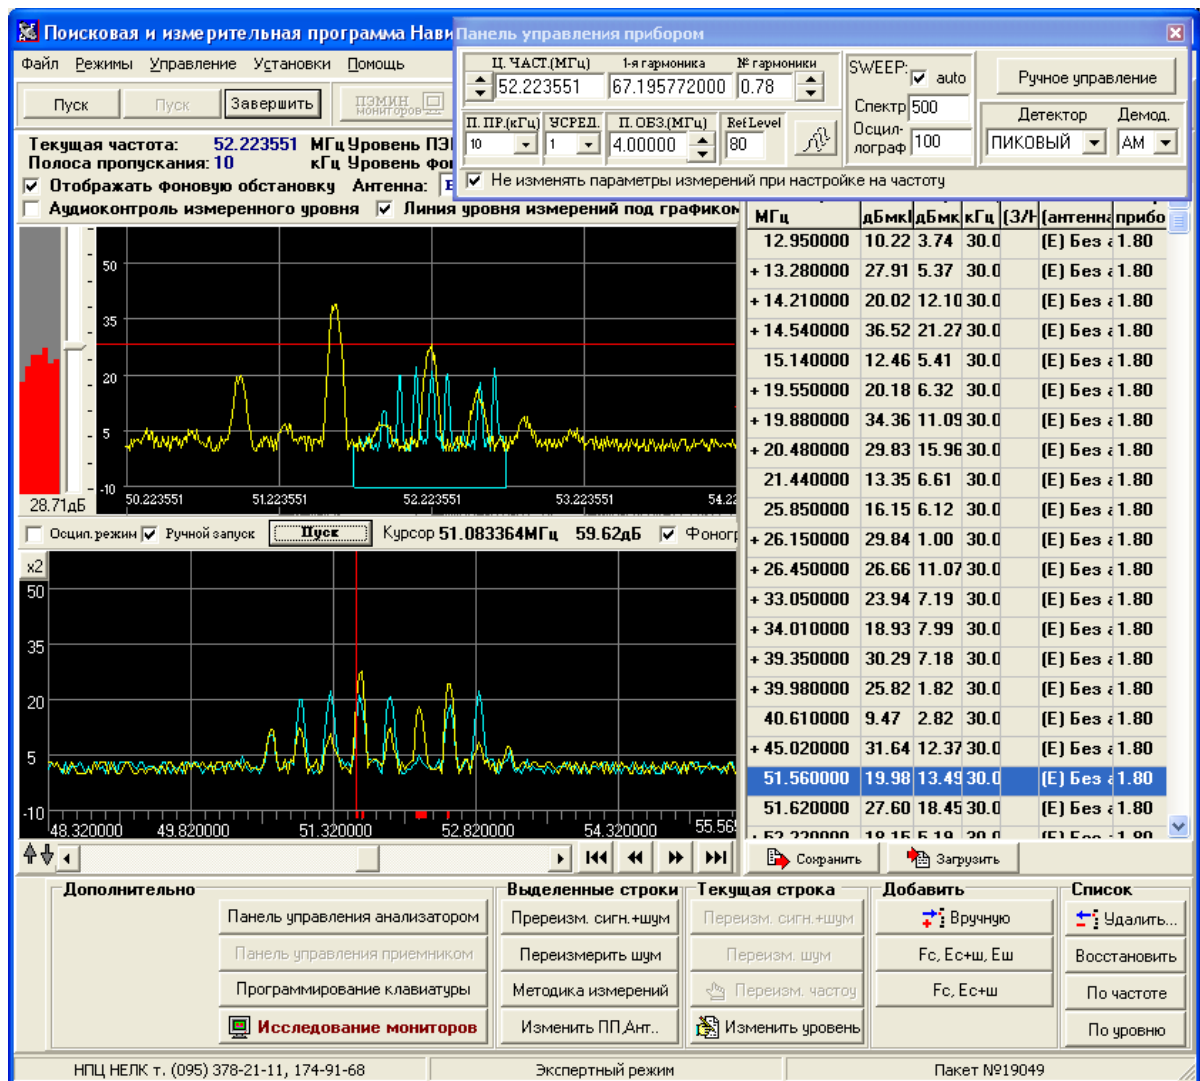 Поисковая и измерительная программа Нави
Панель управления прибором
Файл Режимы Управление Установки Помощь
Ц. ЧАСТ.(МГц) 1-я гармоника № гармоники
52.223551 67.195772000 0.78
SWEEP: auto
Ручное управление
Пуск Пуск Завершить ПЭМИН мониторов
Спектр 500
Осцил-лограф 100
Детектор Демод.
ПИКОВЫЙ AM
П. ПР.(кГц) УСРЕД. П. ОБЗ.(МГц) Ref Level
10 1 4.00000 80
Не изменять параметры измерений при настройке на частоту
Текущая частота: 52.223551 МГц Уровень ПЭ
Полоса пропускания: 10 кГц Уровень фо
Отображать фоновую обстановку Антенна:
Аудиоконтроль измеренного уровня Линия уровня измерений под графиком
МГц дБмк дБмк кГц (З/Н (антенна прибо
12.950000 10.22 3.74 30.0 (E) Без 1.80
+ 13.280000 27.91 5.37 30.0 (E) Без 1.80
+ 14.210000 20.02 12.10 30.0 (E) Без 1.80
+ 14.540000 36.52 21.27 30.0 (E) Без 1.80
15.140000 12.46 5.41 30.0 (E) Без 1.80
+ 19.550000 20.18 6.32 30.0 (E) Без 1.80
+ 19.880000 34.36 11.09 30.0 (E) Без 1.80
+ 20.480000 29.83 15.96 30.0 (E) Без 1.80
21.440000 13.35 6.61 30.0 (E) Без 1.80
25.850000 16.15 6.12 30.0 (E) Без 1.80
+ 26.150000 29.84 1.00 30.0 (E) Без 1.80
+ 26.450000 26.66 11.07 30.0 (E) Без 1.80
+ 33.050000 23.94 7.19 30.0 (E) Без 1.80
+ 34.010000 18.93 7.99 30.0 (E) Без 1.80
+ 39.350000 30.29 7.18 30.0 (E) Без 1.80
+ 39.980000 25.82 1.82 30.0 (E) Без 1.80
40.610000 9.47 2.82 30.0 (E) Без 1.80
+ 45.020000 31.64 12.37 30.0 (E) Без 1.80
51.560000 19.98 13.49 30.0 (E) Без 1.80
51.620000 27.60 18.45 30.0 (E) Без 1.80
50
35
20
5
-10
50.223551 51.223551 52.223551 53.223551 54.22
28.71дБ
Осцил. режим Ручной запуск Пуск Курсор 51.083364МГц 59.62дБ Фоногр
x2
50
35
20
5
-10
48.320000 49.820000 51.320000 52.820000 54.320000 55.56
Сохранить Загрузить
Дополнительно
Панель управления анализатором
Панель управления приемником
Программирование клавиатуры
Исследование мониторов
Выделенные строки
Пререизм. сигн.+шум
Переизмерить шум
Методика измерений
Изменить ПП,Ант..
Текущая строка
Переизм. сигн.+шум
Переизм. шум
Переизм. частоу
Изменить уровень
Добавить
Вручную
Fc, Ec+ш, Eш
Fc, Ec+ш
Список
Удалить...
Восстановить
По частоте
По уровню
НПЦ НЕЛК т. (095) 378-21-11, 174-91-68 Экспертный режим Пакет №19049